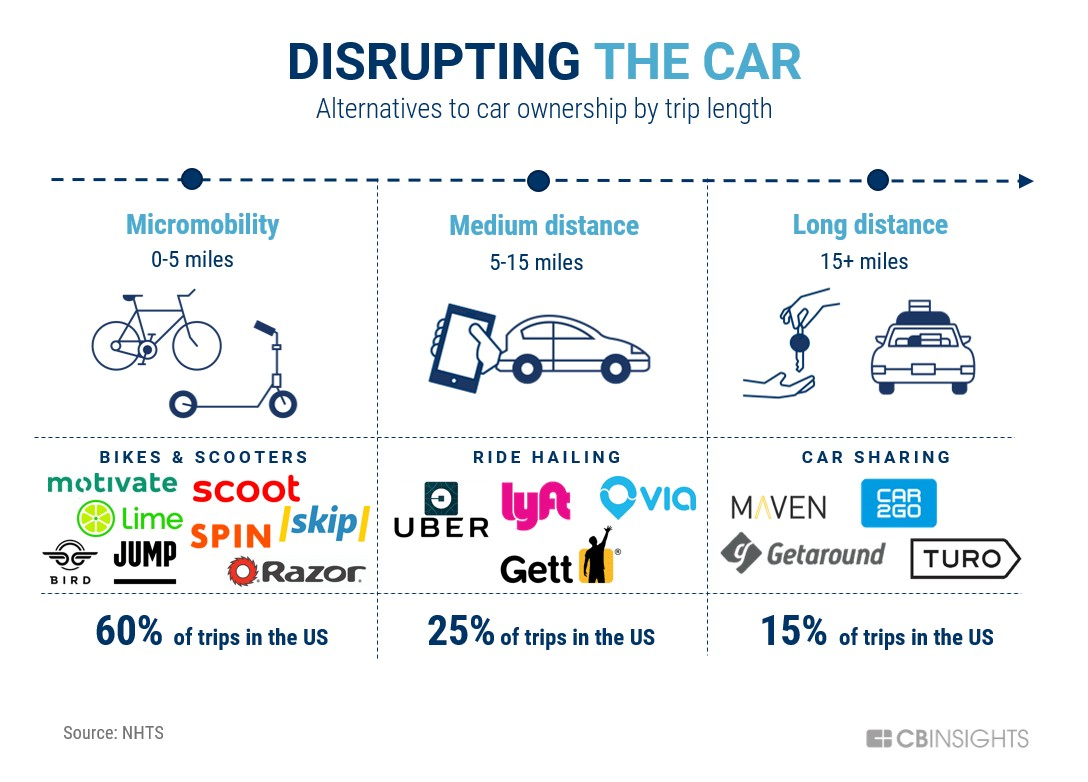 DISRUPTING THE CAR
Alternatives to car ownership by trip length
Micromobility
0-5 miles
Medium distance
5-15 miles
Long distance
15+ miles
BIKES & SCOOTERS
motivate
scoot
Lime
SPIN
skip
BIRD
JUMP
Razor
RIDE HAILING
UBER
lyft
via
Gett®
CAR SHARING
MAVEN
CAR
2GO
Getaround
TURO
60% of trips in the US
25% of trips in the US
15% of trips in the US
Source: NHTS
CBINSIGHTS